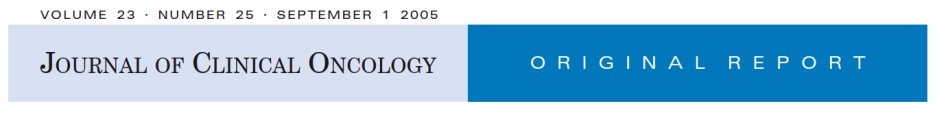 VOLUME 23 · NUMBER 25 · SEPTEMBER 1 2005
JOURNAL OF CLINICAL ONCOLOGY
ORIGINAL REPORT